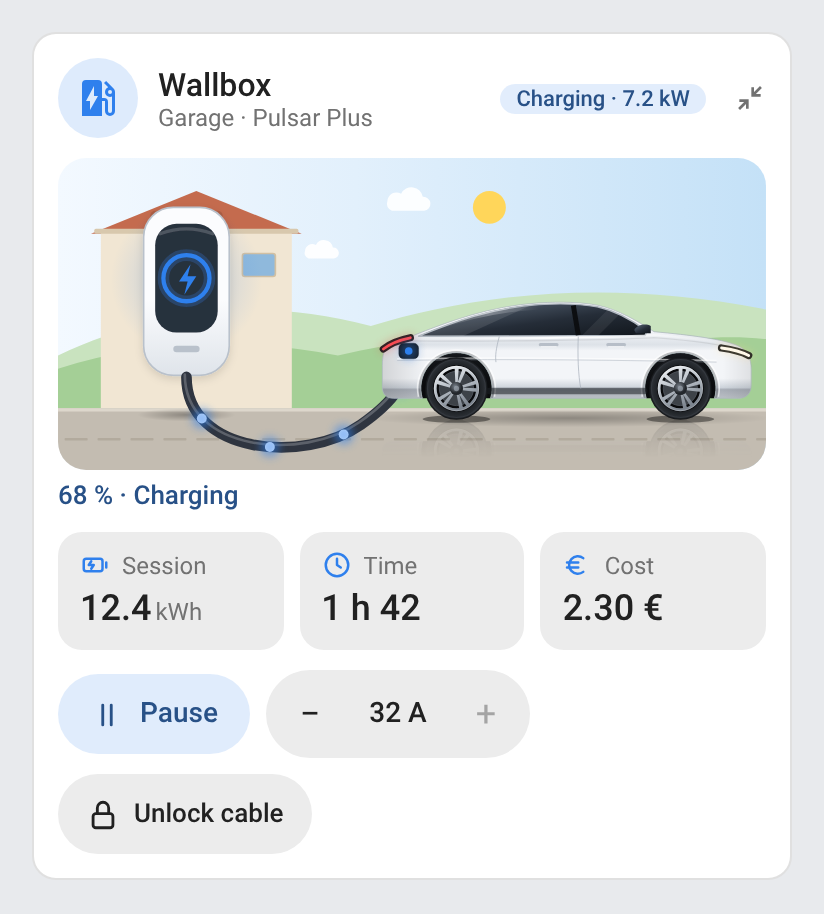 Wallbox
Garage · Pulsar Plus
Charging · 7.2 kW
68 % · Charging
Session
12.4 kWh
Time
1 h 42
€ Cost
2.30 €
Pause
− 32 A +
Unlock cable